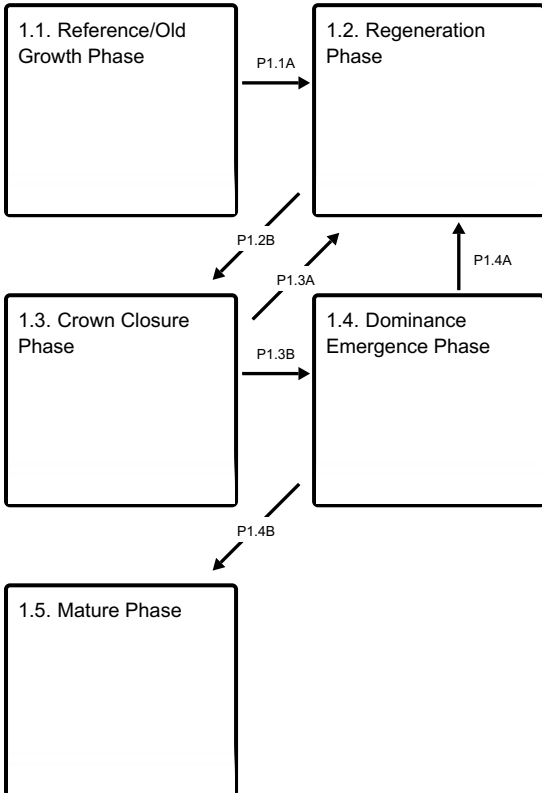 1.1. Reference/Old
Growth Phase
P1.1A
1.2. Regeneration
Phase
P1.2B
P1.3A
P1.4A
1.3. Crown Closure
Phase
P1.3B
1.4. Dominance
Emergence Phase
P1.4B
1.5. Mature Phase